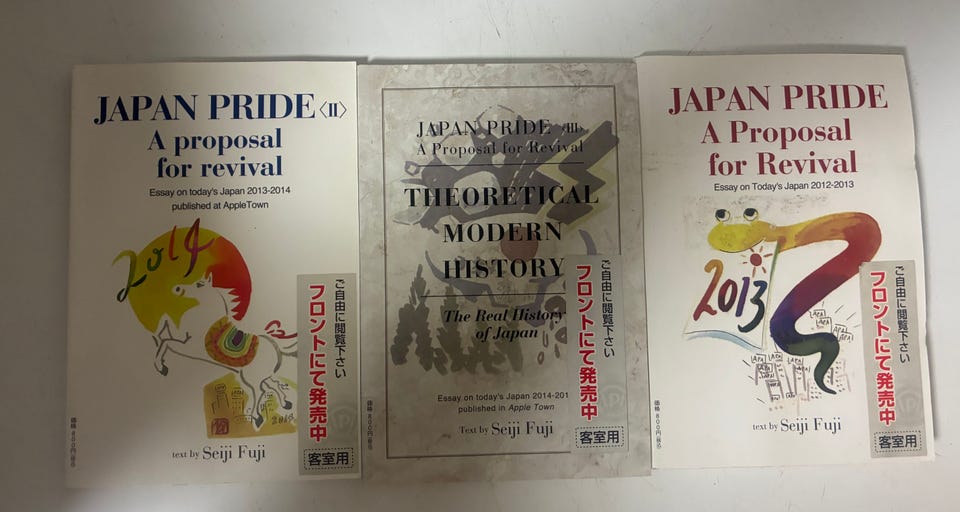 JAPAN PRIDE〈II〉
A proposal
for revival
Essay on today's Japan 2013-2014
published at AppleTown
2014
ご自由に閲覧下さい
フロントにて発売中
客室用
text by Seiji Fuji
JAPAN PRIDE〈III〉
A Proposal for Revival
THEORETICAL
MODERN
HISTORY
The Real History
of Japan
ご自由に閲覧下さい
フロントにて発売中
客室用
Essay on today's Japan 2014-201
published in Apple Town
Text by Seiji Fuji
JAPAN PRIDE
A Proposal
for Revival
Essay on Today's Japan 2012-2013
2013
ご自由に閲覧下さい
フロントにて発売中
客室用
text by Seiji Fuji